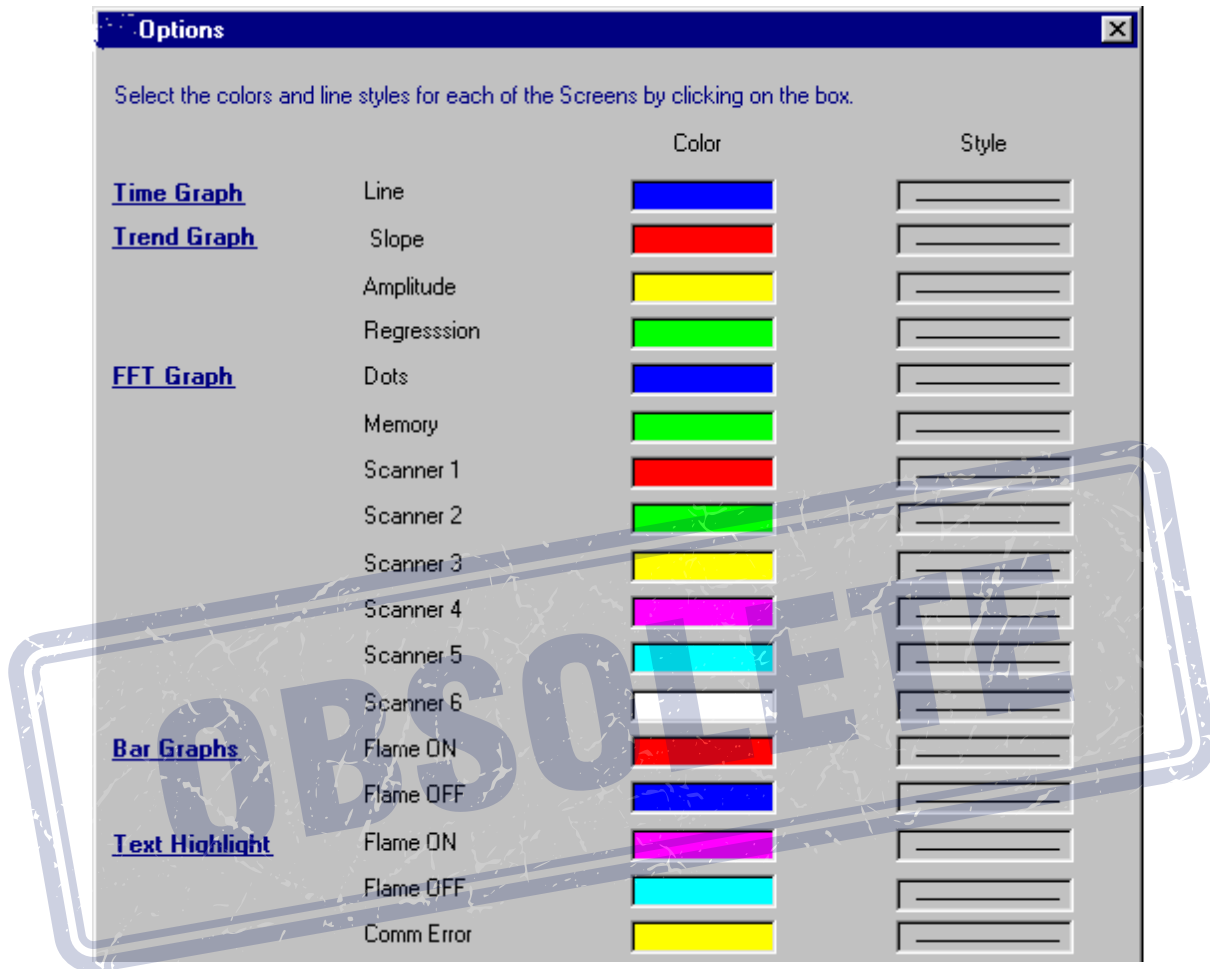 Options
Select the colors and line styles for each of the Screens by clicking on the box.
Color Style
Time Graph Line
Trend Graph Slope
Amplitude
Regresssion
FFT Graph Dots
Memory
Scanner 1
Scanner 2
Scanner 3
Scanner 4
Scanner 5
Scanner 6
Bar Graphs Flame ON
Flame OFF
Text Highlight Flame ON
Flame OFF
Comm Error
OBSOLETE